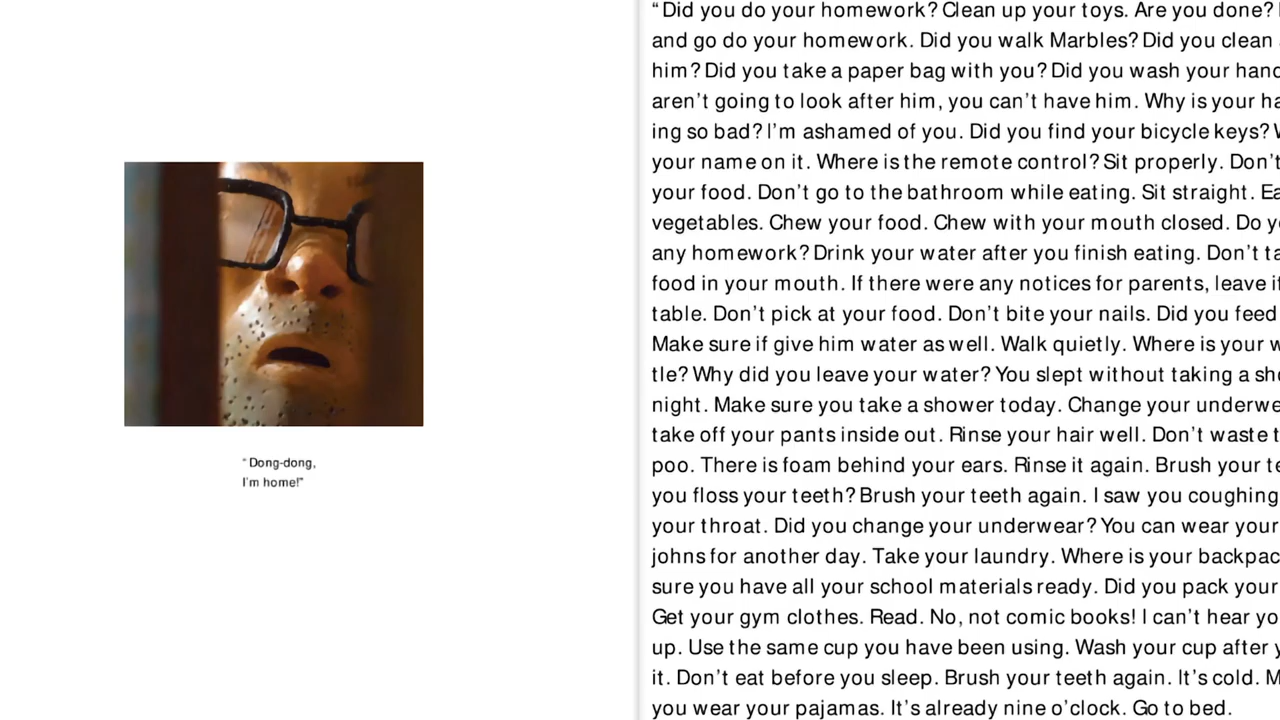 “Dong-dong,
I’m home!”
“Did you do your homework? Clean up your toys. Are you done?
and go do your homework. Did you walk Marbles? Did you clean
him? Did you take a paper bag with you? Did you wash your
aren’t going to look after him, you can’t have him. Why is your
ing so bad? I’m ashamed of you. Did you find your bicycle keys?
your name on it. Where is the remote control? Sit properly. Don’t
your food. Don’t go to the bathroom while eating. Sit straight.
vegetables. Chew your food. Chew with your mouth closed. Do
any homework? Drink your water after you finish eating. Don’t
food in your mouth. If there were any notices for parents, leave
table. Don’t pick at your food. Don’t bite your nails. Did you feed
Make sure if give him water as well. Walk quietly. Where is your
tle? Why did you leave your water? You slept without taking a
night. Make sure you take a shower today. Change your
take off your pants inside out. Rinse your hair well. Don’t waste
poo. There is foam behind your ears. Rinse it again. Brush your
you floss your teeth? Brush your teeth again. I saw you coughing
your throat. Did you change your underwear? You can wear your
johns for another day. Take your laundry. Where is your
sure you have all your school materials ready. Did you pack your
Get your gym clothes. Read. No, not comic books! I can’t hear
up. Use the same cup you have been using. Wash your cup after
it. Don’t eat before you sleep. Brush your teeth again. It’s cold.
you wear your pajamas. It’s already nine o’clock. Go to bed.